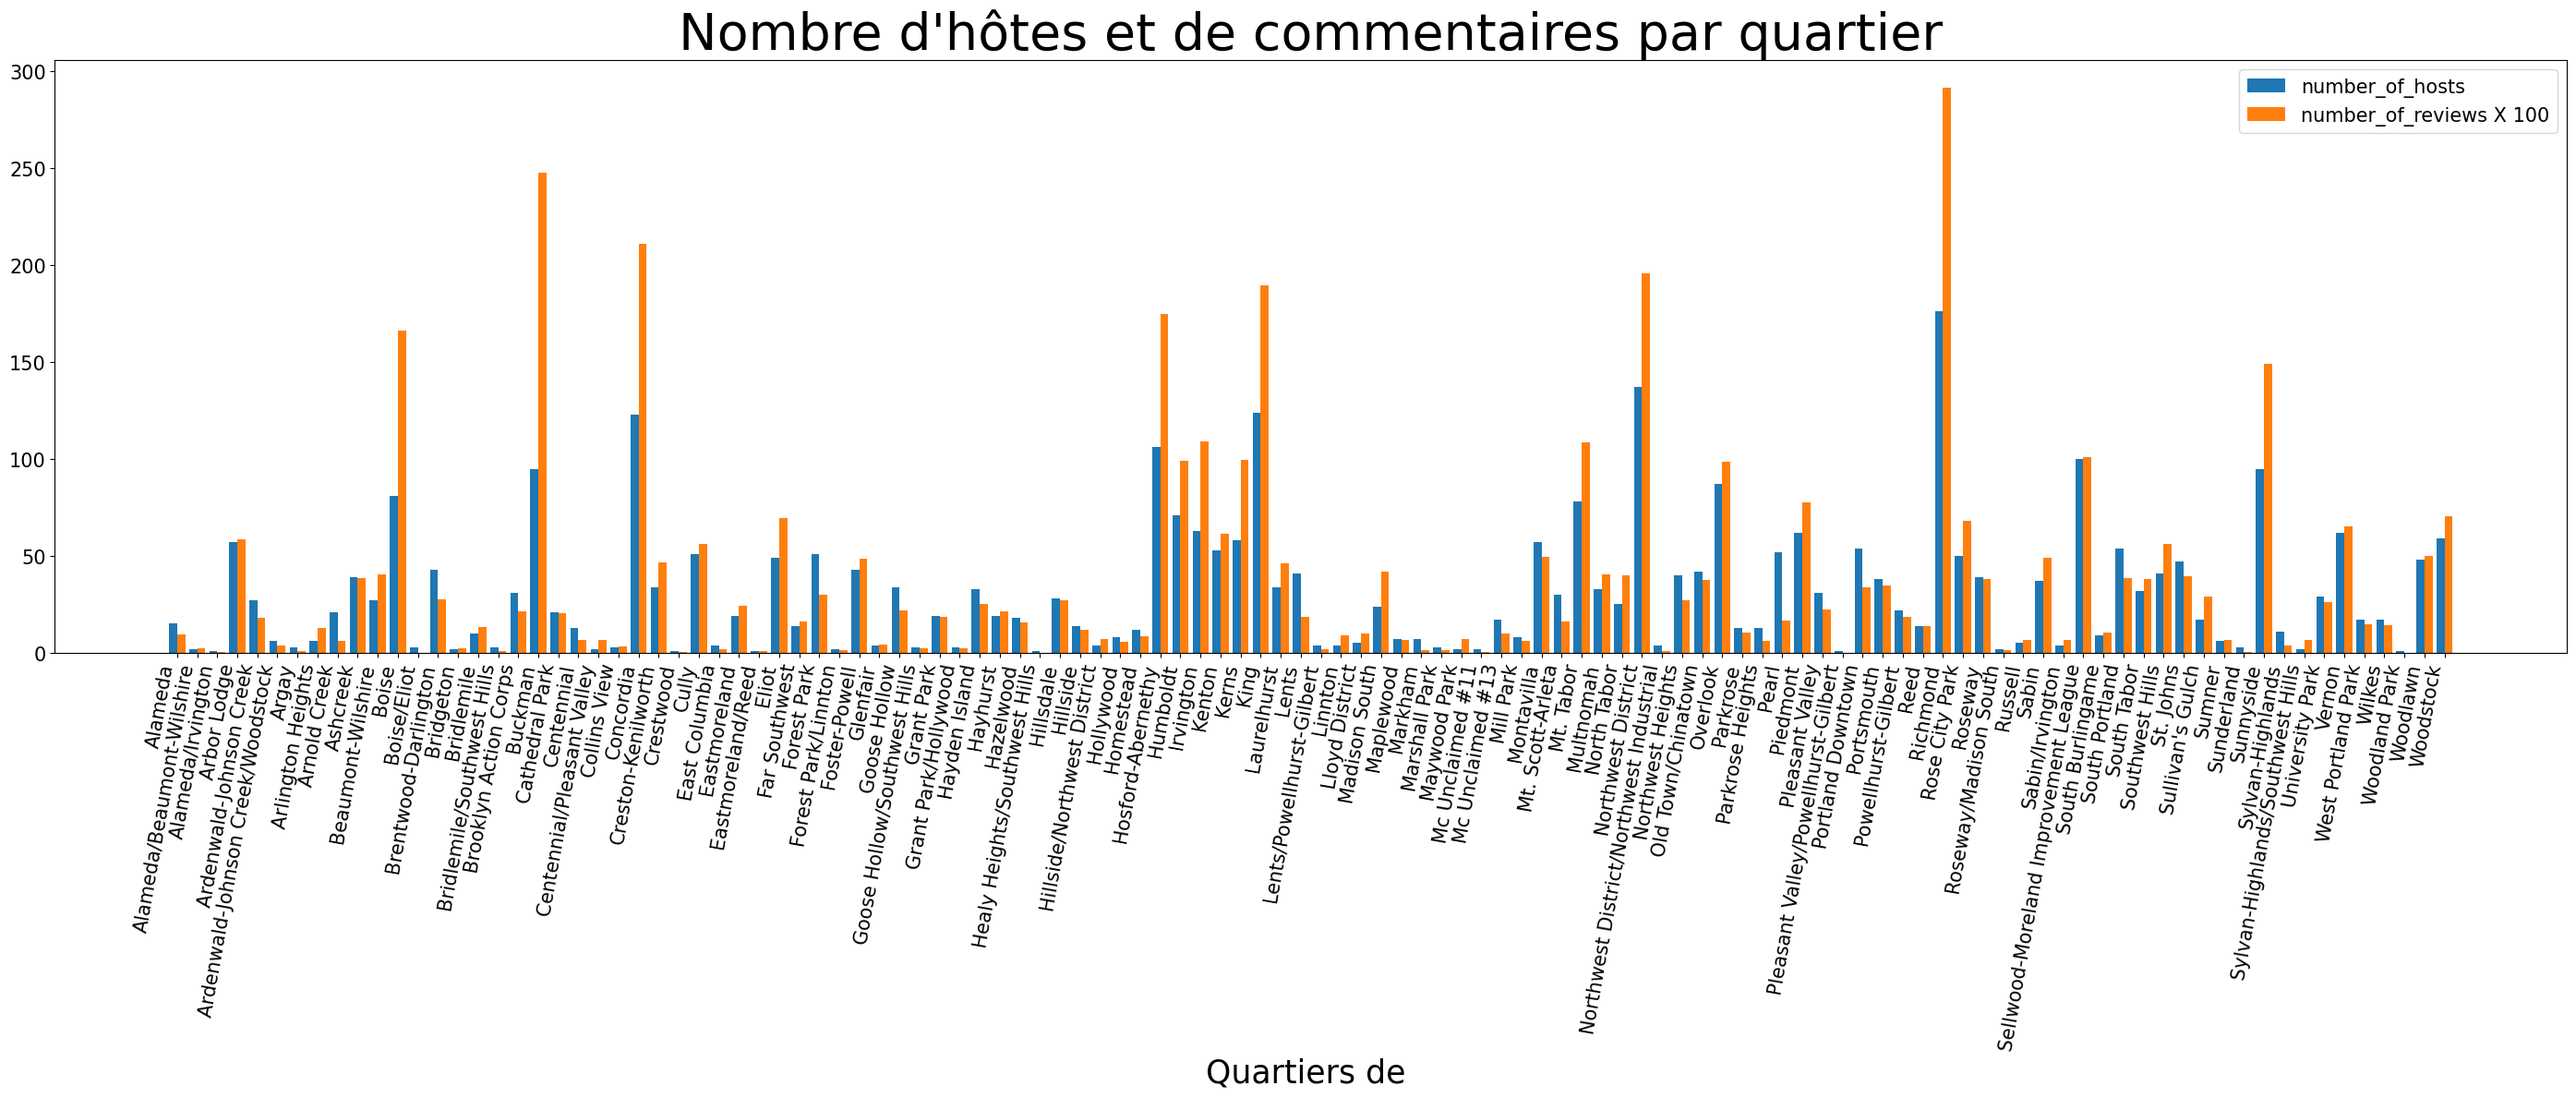 Nombre d'hôtes et de commentaires par quartier
300
250
200
150
100
50
0
number_of_hosts
number_of_reviews X 100
Alameda
Alameda/Beaumont-Wilshire
Alameda/Irvington
Arbor Lodge
Ardenwald-Johnson Creek
Ardenwald-Johnson Creek/Woodstock
Argay
Arlington Heights
Arnold Creek
Ashcreek
Beaumont-Wilshire
Boise
Boise/Eliot
Brentwood-Darlington
Bridgeton
Bridlemile
Bridlemile/Southwest Hills
Brooklyn Action Corps
Buckman
Cathedral Park
Centennial
Centennial/Pleasant Valley
Collins View
Concordia
Creston-Kenilworth
Crestwood
Cully
East Columbia
Eastmoreland
Eastmoreland/Reed
Eliot
Far Southwest
Forest Park
Forest Park/Linnton
Foster-Powell
Glenfair
Goose Hollow
Goose Hollow/Southwest Hills
Grant Park
Grant Park/Hollywood
Hayden Island
Hayhurst
Hazelwood
Healy Heights/Southwest Hills
Hillsdale
Hillside
Hillside/Northwest District
Hollywood
Homestead
Hosford-Abernethy
Humboldt
Irvington
Kenton
Kerns
King
Laurelhurst
Lents
Lents/Powellhurst-Gilbert
Linnton
Lloyd District
Madison South
Maplewood
Markham
Marshall Park
Maywood Park
Mc Unclaimed #11
Mc Unclaimed #13
Mill Park
Montavilla
Mt. Scott-Arleta
Mt. Tabor
Multnomah
North Tabor
Northwest District
Northwest District/Northwest Industrial
Northwest Heights
Old Town/Chinatown
Overlook
Parkrose
Parkrose Heights
Pearl
Piedmont
Pleasant Valley
Pleasant Valley/Powellhurst-Gilbert
Portland Downtown
Portsmouth
Powellhurst-Gilbert
Reed
Richmond
Rose City Park
Roseway
Roseway/Madison South
Russell
Sabin
Sabin/Irvington
Sellwood-Moreland Improvement League
South Burlingame
South Portland
South Tabor
Southwest Hills
St. Johns
Sullivan's Gulch
Sumner
Sunderland
Sunnyside
Sylvan-Highlands
Sylvan-Highlands/Southwest Hills
University Park
Vernon
West Portland Park
Wilkes
Woodland Park
Woodlawn
Woodstock
Quartiers de